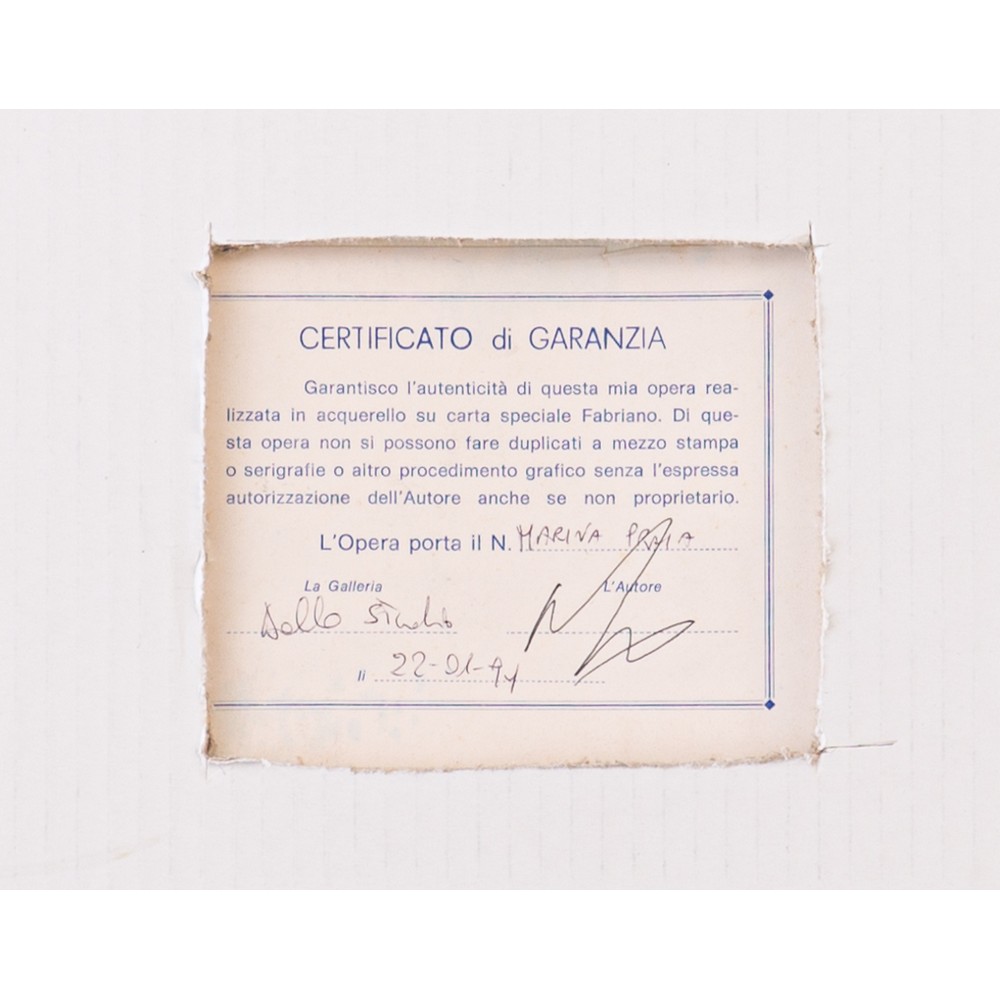 CERTIFICATO di GARANZIA
Garantisco l'autenticità di questa mia opera rea-
lizzata in acquerello su carta speciale Fabriano. Di que-
sta opera non si possono fare duplicati a mezzo stampa
o serigrafie o altro procedimento grafico senza l'espressa
autorizzazione dell'Autore anche se non proprietario.
L'Opera porta il N. MARINA
La Galleria L'Autore
Dello Studio
lì 22-01-94